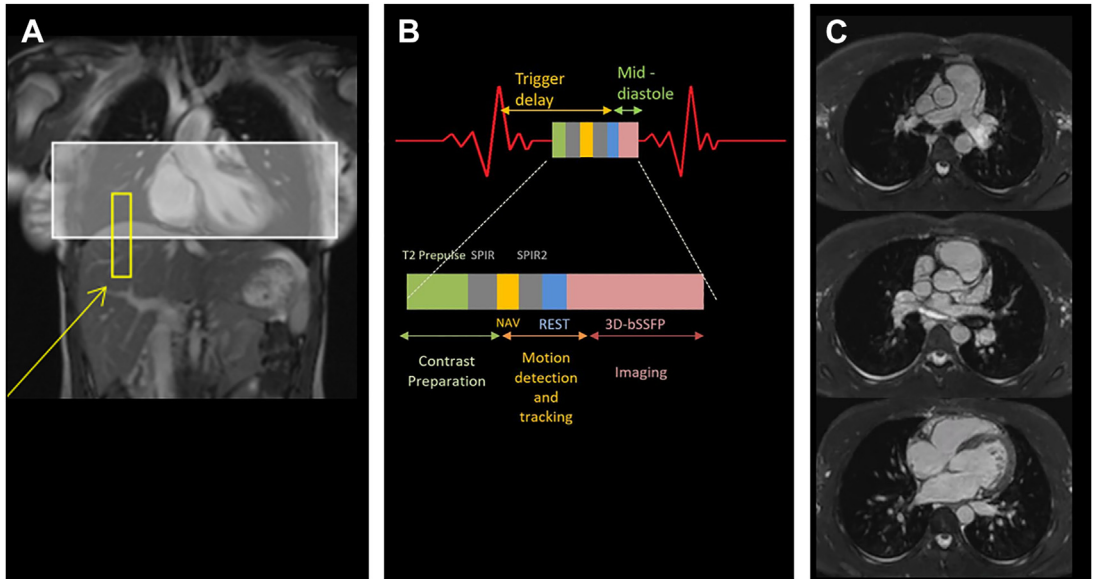 A
B
C
Trigger
delay
Mid -
diastole
T2 Prepulse SPIR SPIR2
NAV REST 3D-bSSFP
Contrast
Preparation
Motion
detection
and
tracking
Imaging